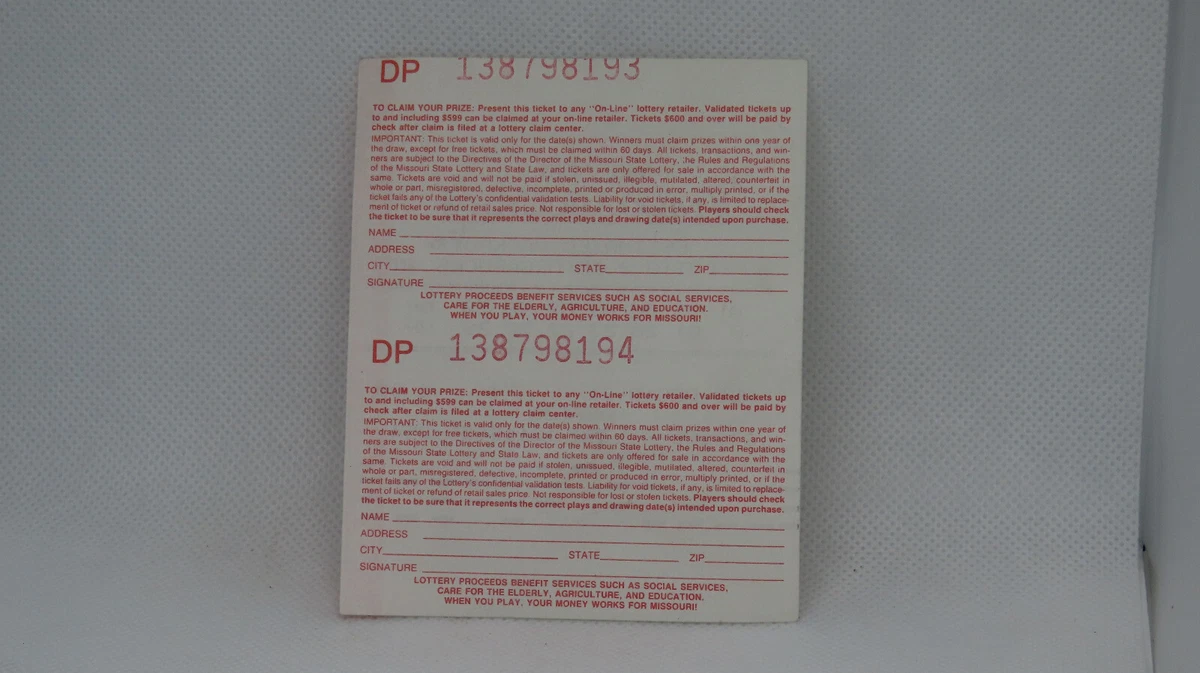 DP 138798193
TO CLAIM YOUR PRIZE: Present this ticket to any "On-Line" lottery retailer. Validated tickets up
to and including $599 can be claimed at your on-line retailer. Tickets $600 and over will be paid by
check after claim is filed at a lottery claim center.
IMPORTANT: This ticket is valid only for the date(s) shown. Winners must claim prizes within one year of
the draw, except for free tickets, which must be claimed within 60 days. All tickets, transactions, and win-
ners are subject to the Directives of the Director of the Missouri State Lottery, the Rules and Regulations
of the Missouri State Lottery and State Law, and tickets are only offered for sale in accordance with the
same. Tickets are void and will not be paid if stolen, unissued, illegible, mutilated, altered, counterfeit in
whole or part, misregistered, defective, incomplete, printed or produced in error, multiply printed, or if the
ticket fails any of the Lottery's confidential validation tests. Liability for void tickets, if any, is limited to replace-
ment of ticket or refund of retail sales price. Not responsible for lost or stolen tickets. Players should check
the ticket to be sure that it represents the correct plays and drawing date(s) intended upon purchase.
NAME
ADDRESS
CITY STATE ZIP
SIGNATURE
LOTTERY PROCEEDS BENEFIT SERVICES SUCH AS SOCIAL SERVICES,
CARE FOR THE ELDERLY, AGRICULTURE, AND EDUCATION.
WHEN YOU PLAY, YOUR MONEY WORKS FOR MISSOURI!
DP 138798194
TO CLAIM YOUR PRIZE: Present this ticket to any "On-Line" lottery retailer. Validated tickets up
to and including $599 can be claimed at your on-line retailer. Tickets $600 and over will be paid by
check after claim is filed at a lottery claim center.
IMPORTANT: This ticket is valid only for the date(s) shown. Winners must claim prizes within one year of
the draw, except for free tickets, which must be claimed within 60 days. All tickets, transactions, and win-
ners are subject to the Directives of the Director of the Missouri State Lottery, the Rules and Regulations
of the Missouri State Lottery and State Law, and tickets are only offered for sale in accordance with the
same. Tickets are void and will not be paid if stolen, unissued, illegible, mutilated, altered, counterfeit in
whole or part, misregistered, defective, incomplete, printed or produced in error, multiply printed, or if the
ticket fails any of the Lottery's confidential validation tests. Liability for void tickets, if any, is limited to replace-
ment of ticket or refund of retail sales price. Not responsible for lost or stolen tickets. Players should check
the ticket to be sure that it represents the correct plays and drawing date(s) intended upon purchase.
NAME
ADDRESS
CITY STATE ZIP
SIGNATURE
LOTTERY PROCEEDS BENEFIT SERVICES SUCH AS SOCIAL SERVICES,
CARE FOR THE ELDERLY, AGRICULTURE, AND EDUCATION.
WHEN YOU PLAY, YOUR MONEY WORKS FOR MISSOURI!